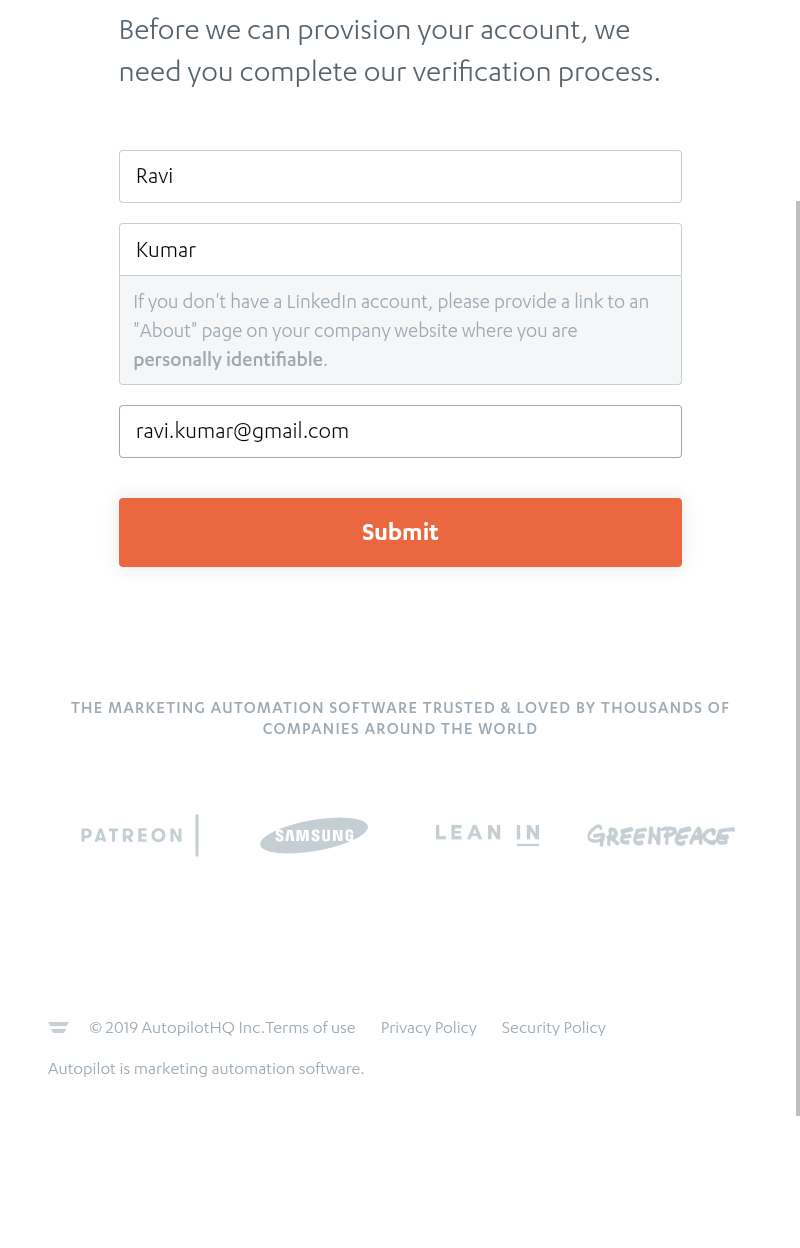 Before we can provision your account, we
need you complete our verification process.
Ravi
Kumar
If you don't have a LinkedIn account, please provide a link to an
"About" page on your company website where you are
personally identifiable.
ravi.kumar@gmail.com
Submit
THE MARKETING AUTOMATION SOFTWARE TRUSTED & LOVED BY THOUSANDS OF
COMPANIES AROUND THE WORLD
PATREON SAMSUNG LEAN IN GREENPEACE
© 2019 AutopilotHQ Inc.Terms of use Privacy Policy Security Policy
Autopilot is marketing automation software.